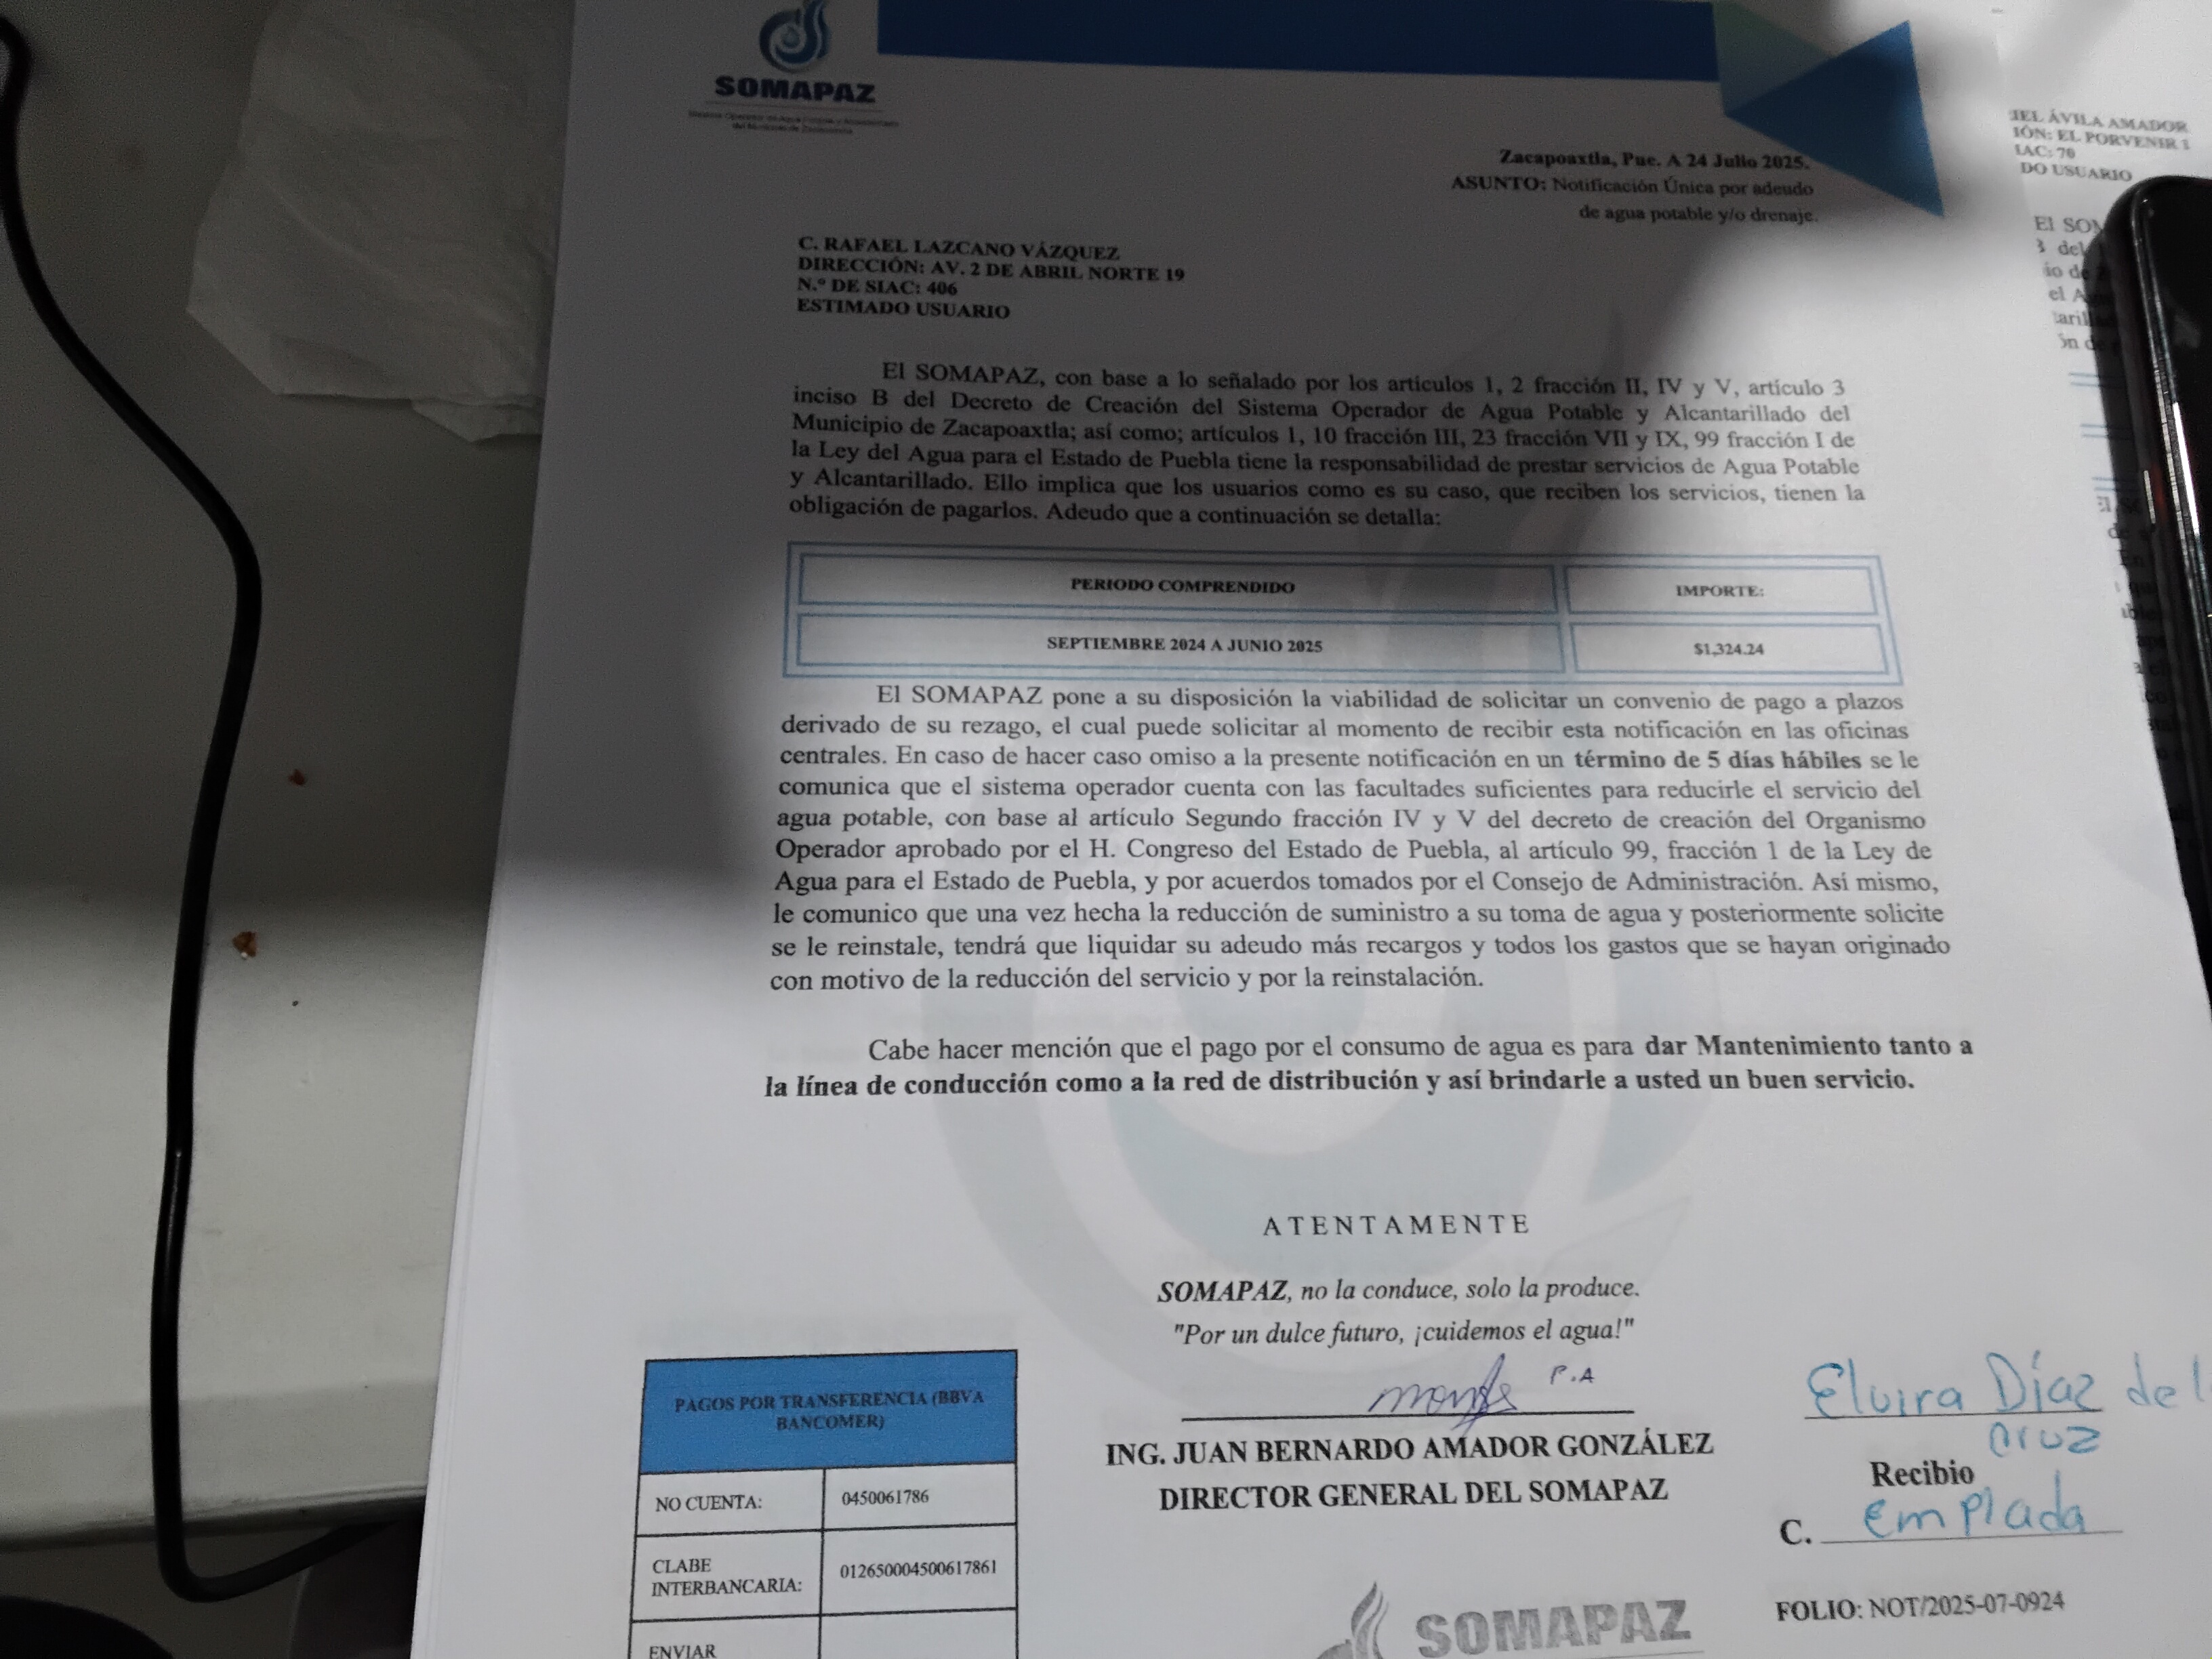 SOMAPAZ
Sistema Operador de Agua Potable y Alcantarillado
del Municipio de Zacapoaxtla
Zacapoaxtla, Pue. A 24 Julio 2025.
ASUNTO: Notificación Única por adeudo
de agua potable y/o drenaje.
C. RAFAEL LAZCANO VÁZQUEZ
DIRECCIÓN: AV. 2 DE ABRIL NORTE 19
N.º DE SIAC: 406
ESTIMADO USUARIO
El SOMAPAZ, con base a lo señalado por los artículos 1, 2 fracción II, IV y V, artículo 3
inciso B del Decreto de Creación del Sistema Operador de Agua Potable y Alcantarillado del
Municipio de Zacapoaxtla; así como; artículos 1, 10 fracción III, 23 fracción VII y IX, 99 fracción I de
la Ley del Agua para el Estado de Puebla tiene la responsabilidad de prestar servicios de Agua Potable
y Alcantarillado. Ello implica que los usuarios como es su caso, que reciben los servicios, tienen la
obligación de pagarlos. Adeudo que a continuación se detalla:
PERIODO COMPRENDIDO IMPORTE:
SEPTIEMBRE 2024 A JUNIO 2025 $1,324.24
El SOMAPAZ pone a su disposición la viabilidad de solicitar un convenio de pago a plazos
derivado de su rezago, el cual puede solicitar al momento de recibir esta notificación en las oficinas
centrales. En caso de hacer caso omiso a la presente notificación en un término de 5 días hábiles se le
comunica que el sistema operador cuenta con las facultades suficientes para reducirle el servicio del
agua potable, con base al artículo Segundo fracción IV y V del decreto de creación del Organismo
Operador aprobado por el H. Congreso del Estado de Puebla, al artículo 99, fracción 1 de la Ley de
Agua para el Estado de Puebla, y por acuerdos tomados por el Consejo de Administración. Así mismo,
le comunico que una vez hecha la reducción de suministro a su toma de agua y posteriormente solicite
se le reinstale, tendrá que liquidar su adeudo más recargos y todos los gastos que se hayan originado
con motivo de la reducción del servicio y por la reinstalación.
Cabe hacer mención que el pago por el consumo de agua es para dar Mantenimiento tanto a
la línea de conducción como a la red de distribución y así brindarle a usted un buen servicio.
ATENTAMENTE
SOMAPAZ, no la conduce, solo la produce.
"Por un dulce futuro, ¡cuidemos el agua!"
P.A
ING. JUAN BERNARDO AMADOR GONZÁLEZ
DIRECTOR GENERAL DEL SOMAPAZ
PAGOS POR TRANSFERENCIA (BBVA
BANCOMER)
NO CUENTA: 0450061786
CLABE
INTERBANCARIA: 012650004500617861
ENVIAR
Elvira Díaz del
cruz
Recibio
C. Emplada
FOLIO: NOT/2025-07-0924
SOMAPAZ
IEL ÁVILA AMADOR
IÓN: EL PORVENIR 1
IAC: 70
DO USUARIO
El SOM
3 del
io de
el A